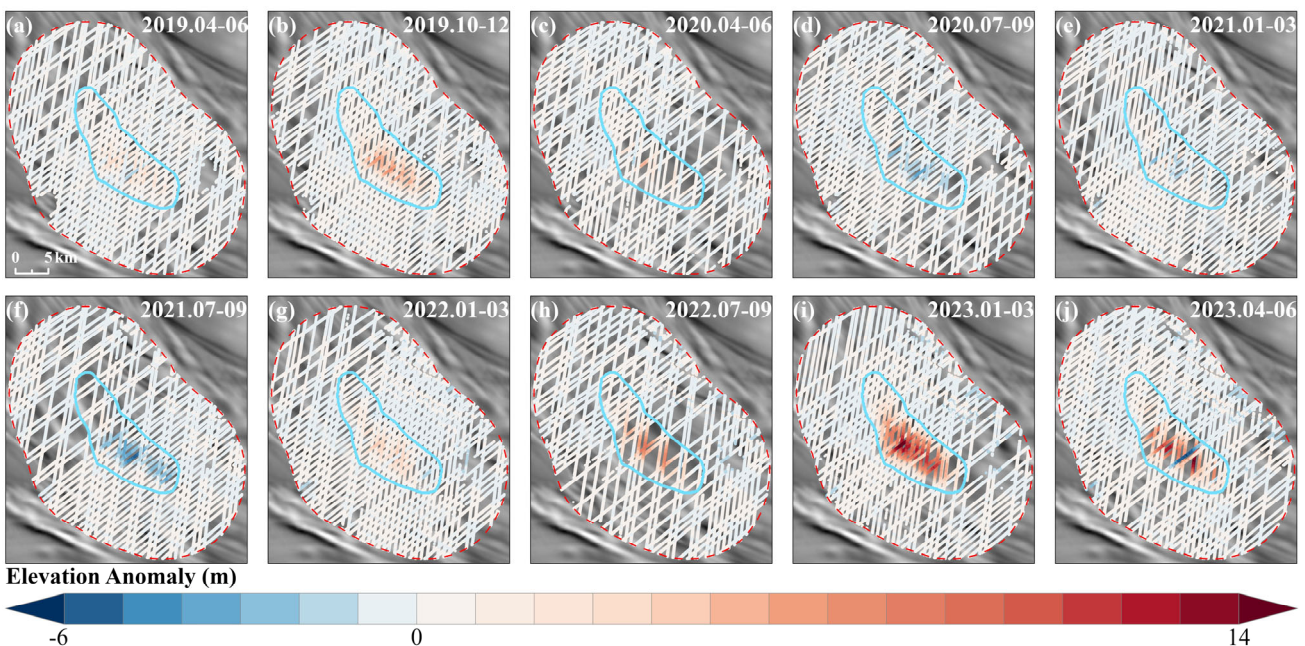 (a) 2019.04-06
(b) 2019.10-12
(c) 2020.04-06
(d) 2020.07-09
(e) 2021.01-03
0 5 km
(f) 2021.07-09
(g) 2022.01-03
(h) 2022.07-09
(i) 2023.01-03
(j) 2023.04-06
Elevation Anomaly (m)
-6 0 14